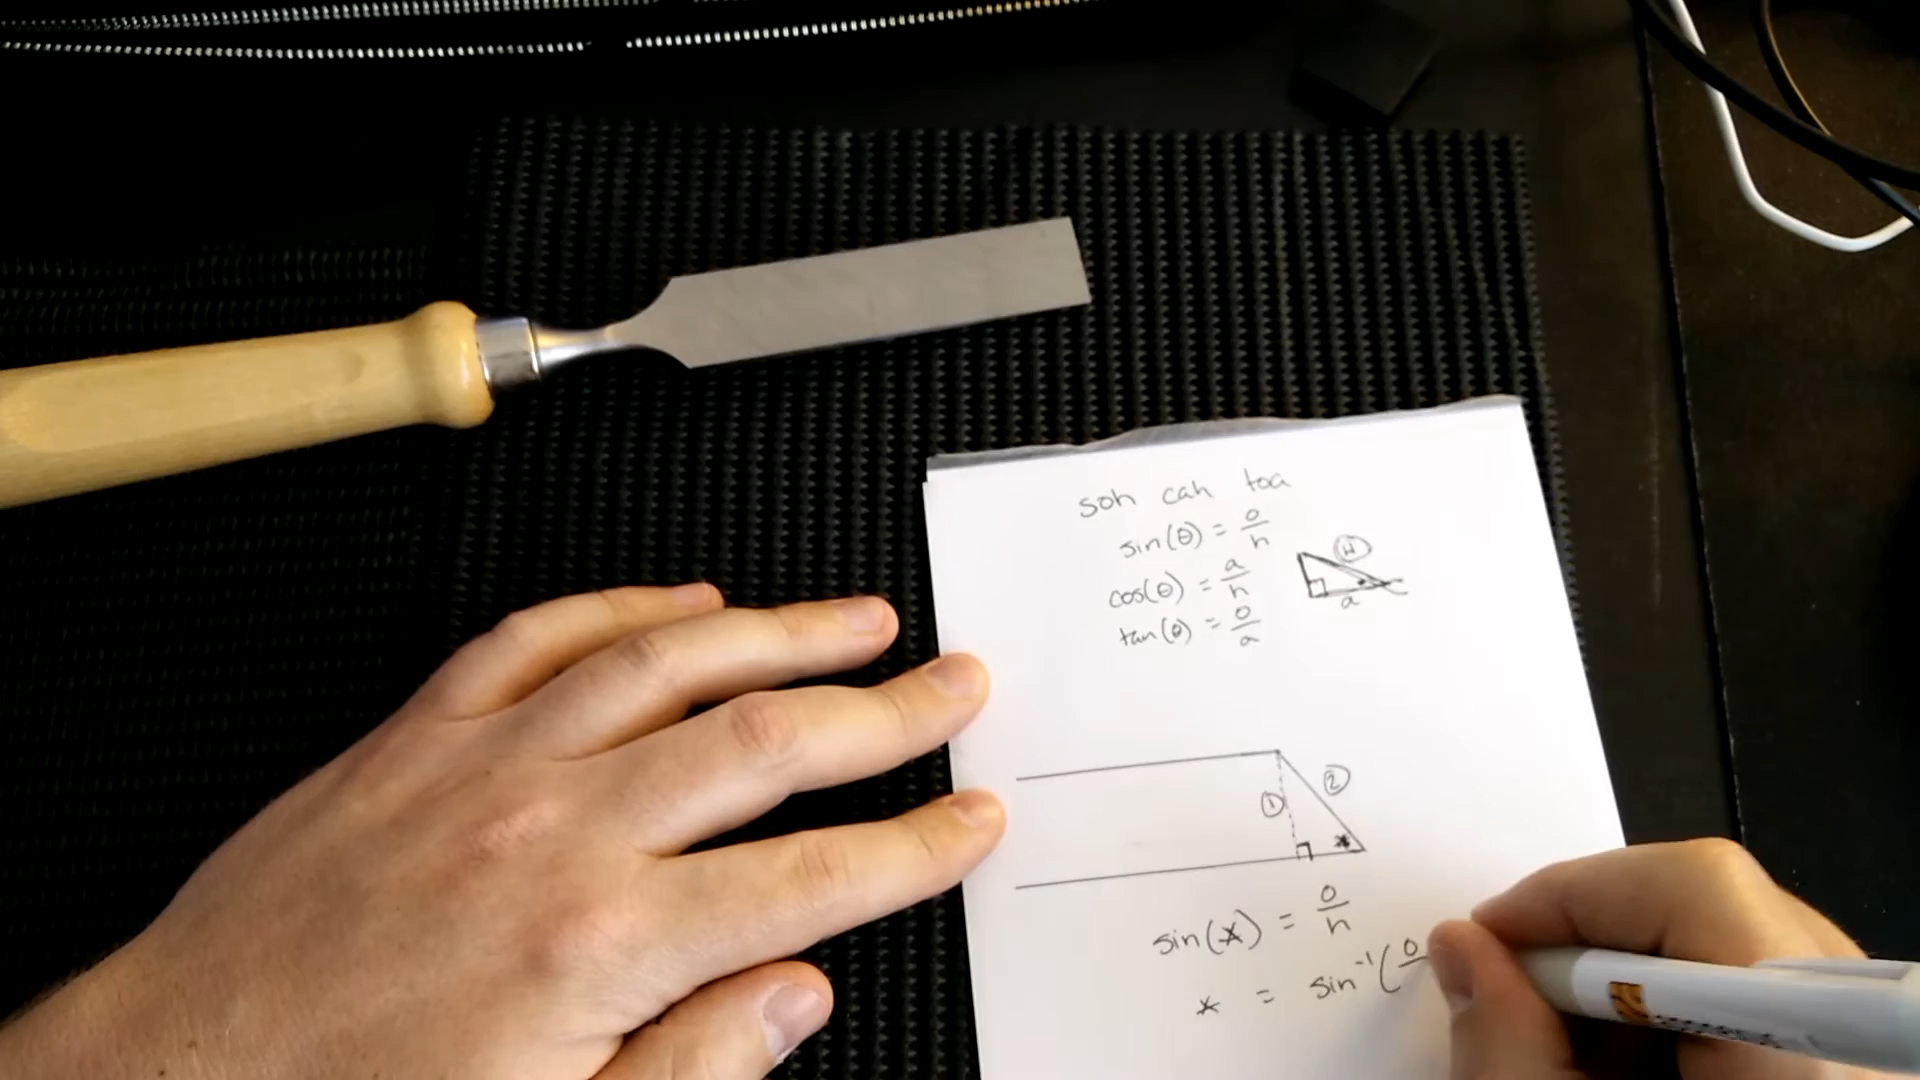 soh cah toa
sin(θ) = o/h
cos(θ) = a/h
tan(θ) = o/a
H
a
1
2
*
sin(*) = o/h
* = sin⁻¹(o